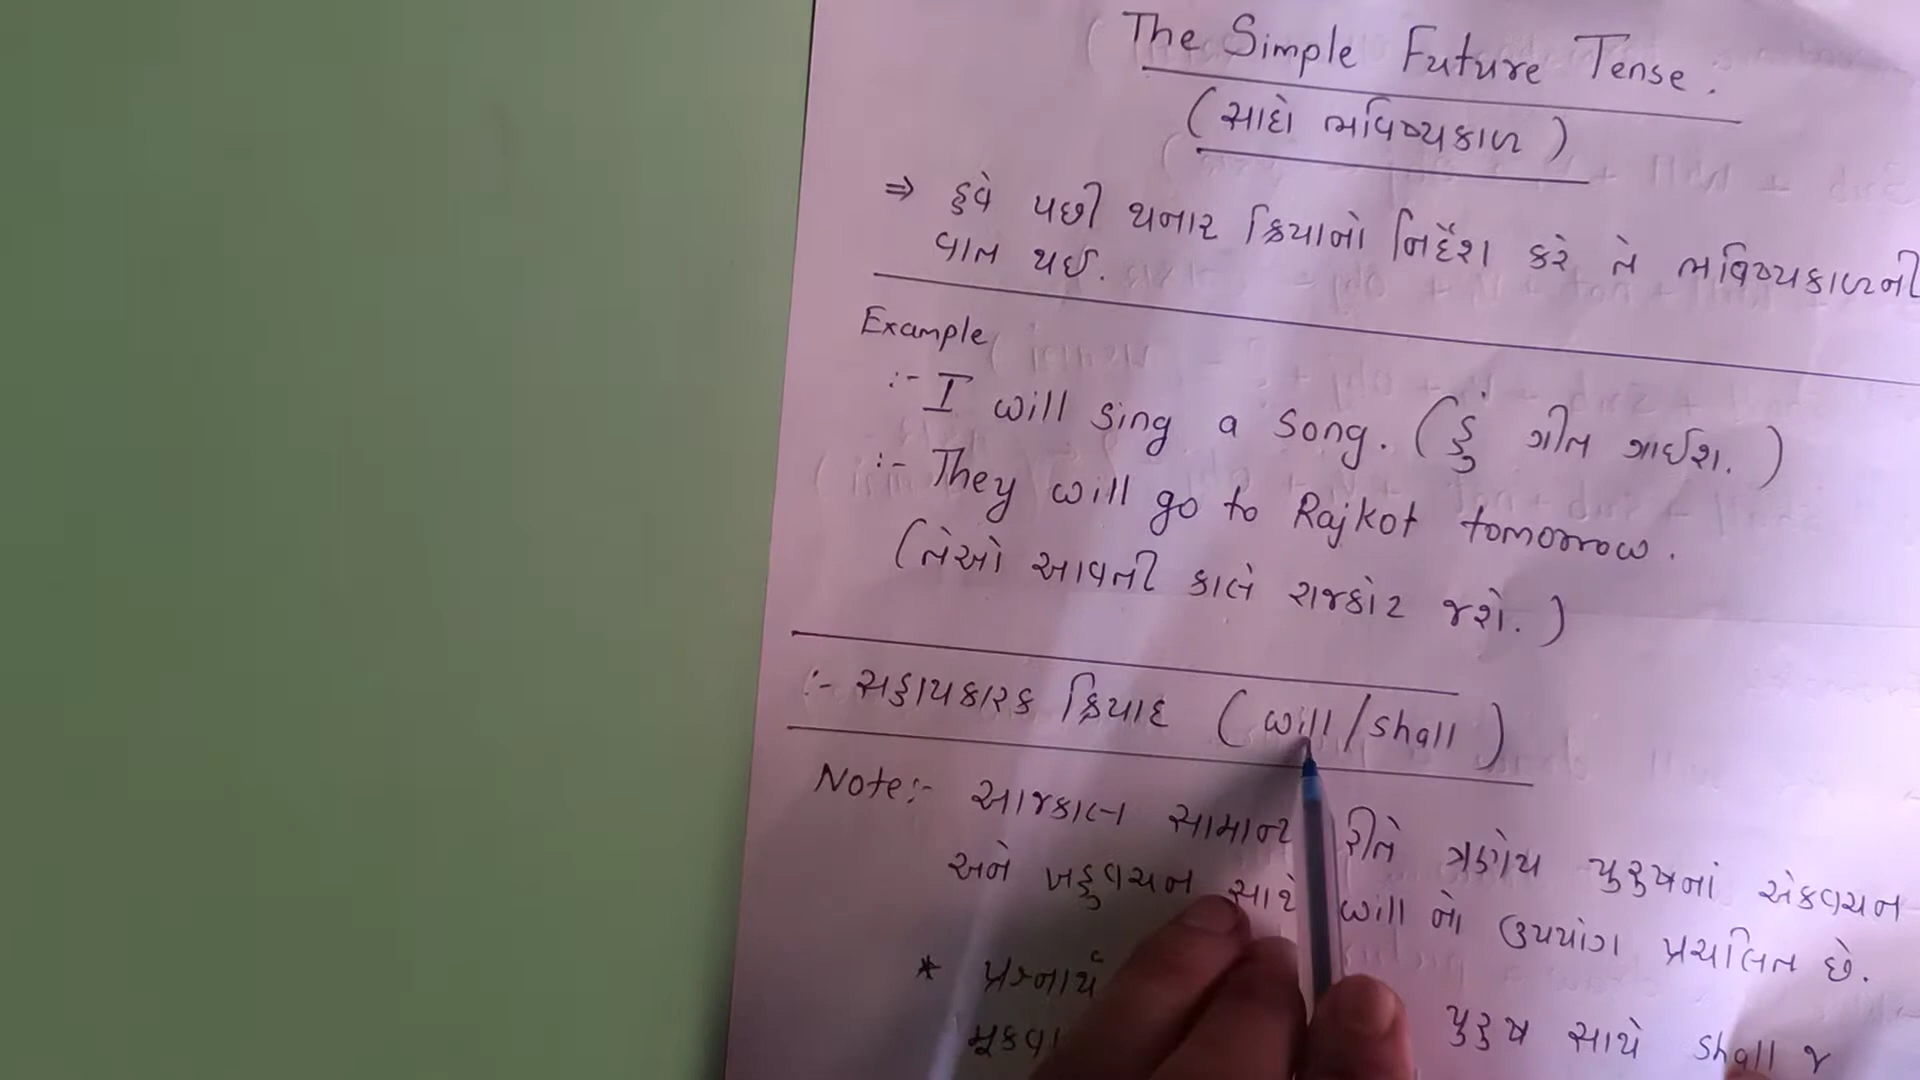 The Simple Future Tense.
(સાદો ભવિષ્યકાળ)
⇒ હવે પછી થનાર ક્રિયાનો નિર્દેશ કરે તે ભવિષ્યકાળની
વાત થઈ.
Example
:- I will sing a song. (હું ગીત ગાઈશ.)
:- They will go to Rajkot tomorrow.
(તેઓ આવતી કાલે રાજકોટ જશે.)
:- સહાયકારક ક્રિયાદ (will/shall)
Note:- આજકાલ સામાન્ય રીતે ત્રણેય પુરુષનાં એકવચન
અને બહુવચન સાથે will નો ઉપયોગ પ્રચલિત છે.
* પ્રશ્નાર્થ પુરુષ સાથે shall જ